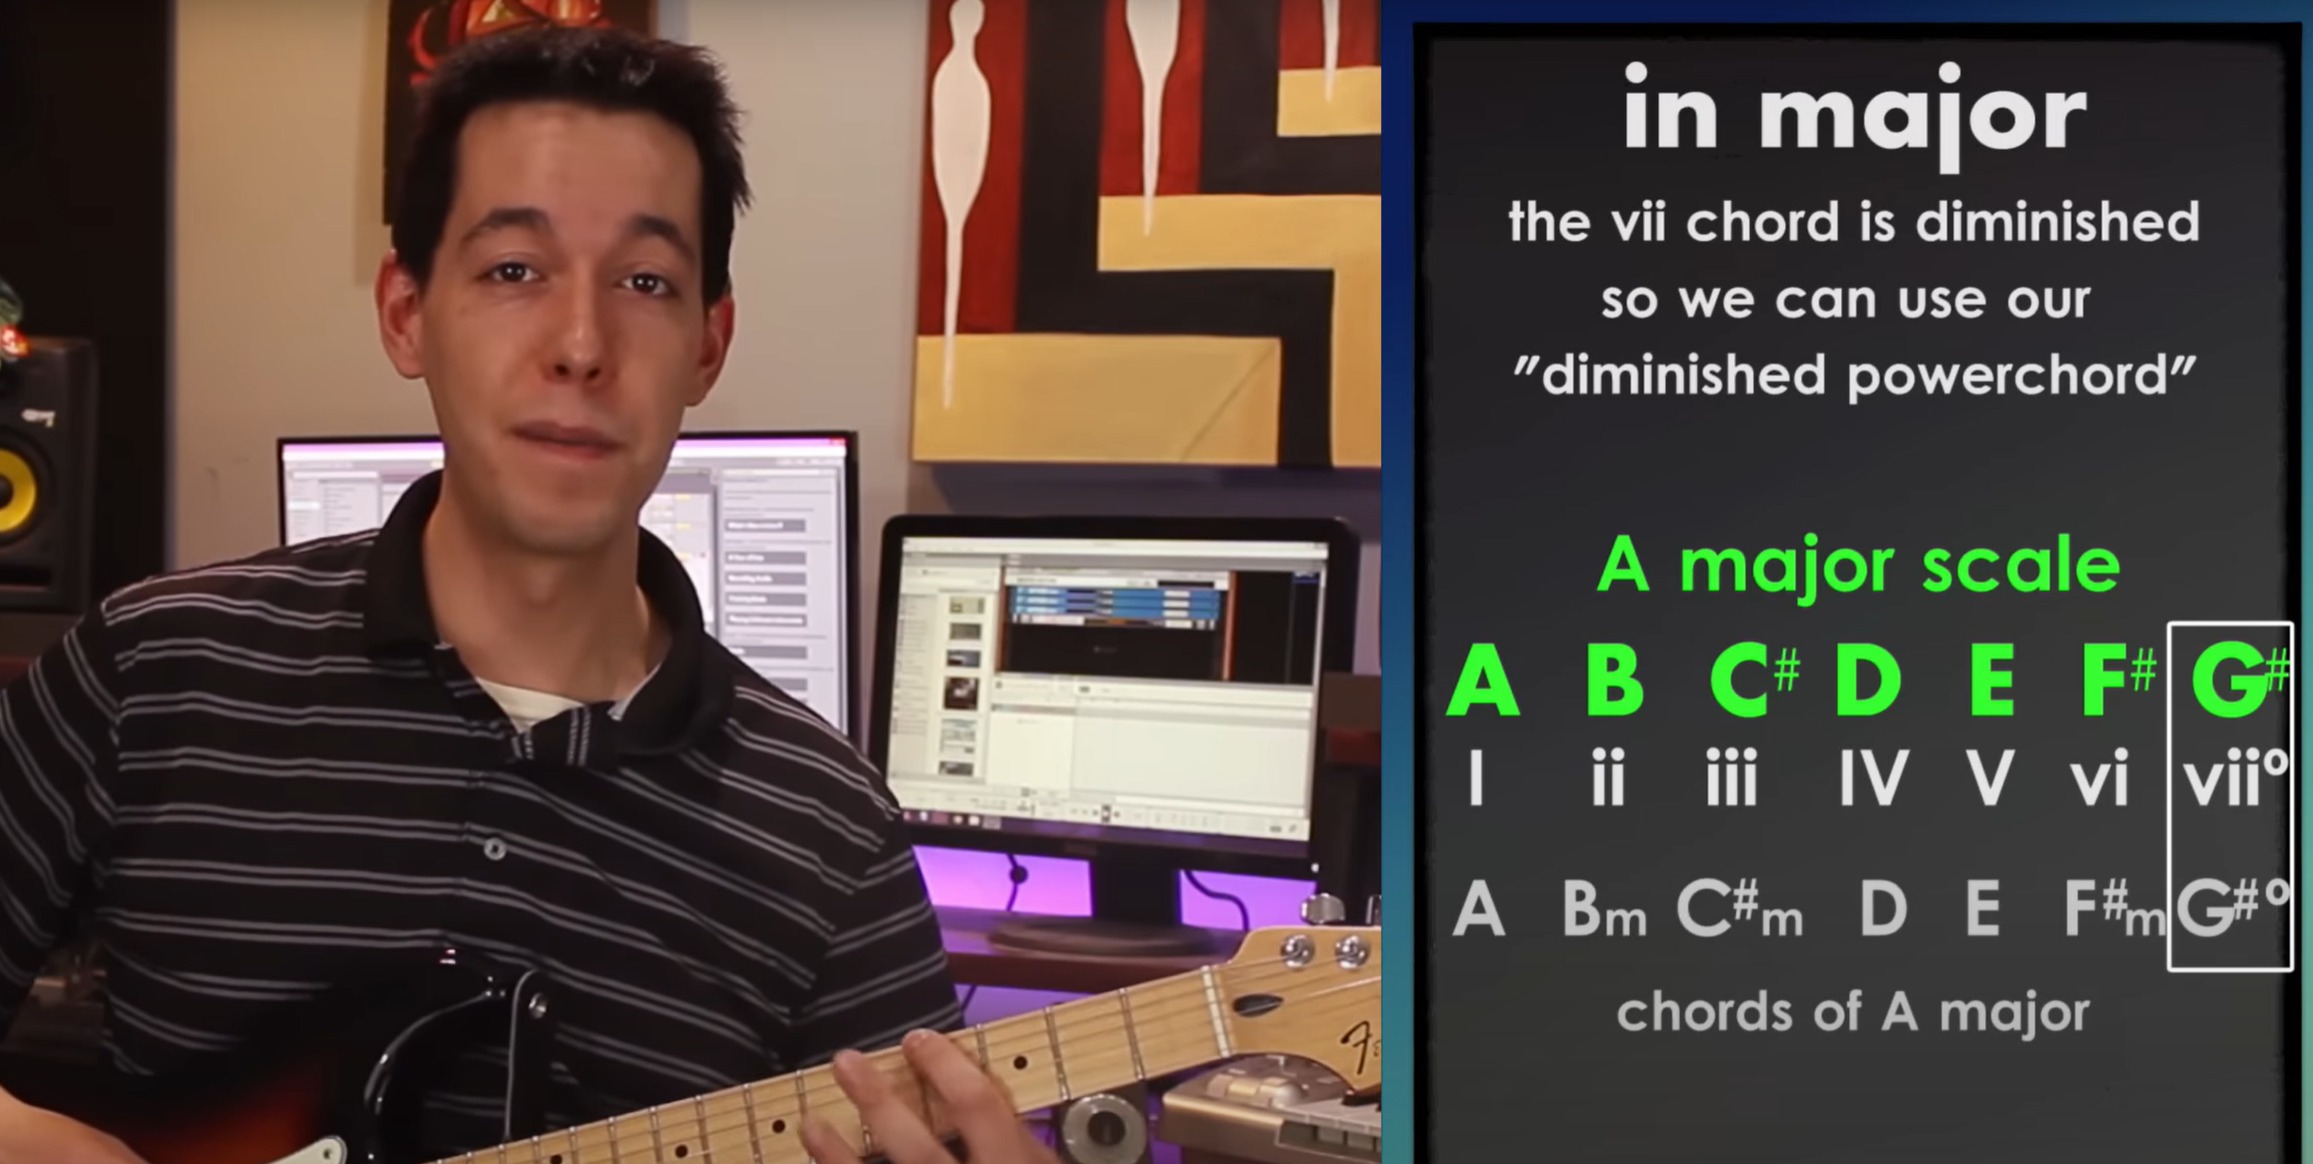 in major
the vii chord is diminished
so we can use our
"diminished powerchord"
A major scale
A B C# D E F# G#
I ii iii IV V vi viiº
A Bm C#m D E F#m G#º
chords of A major